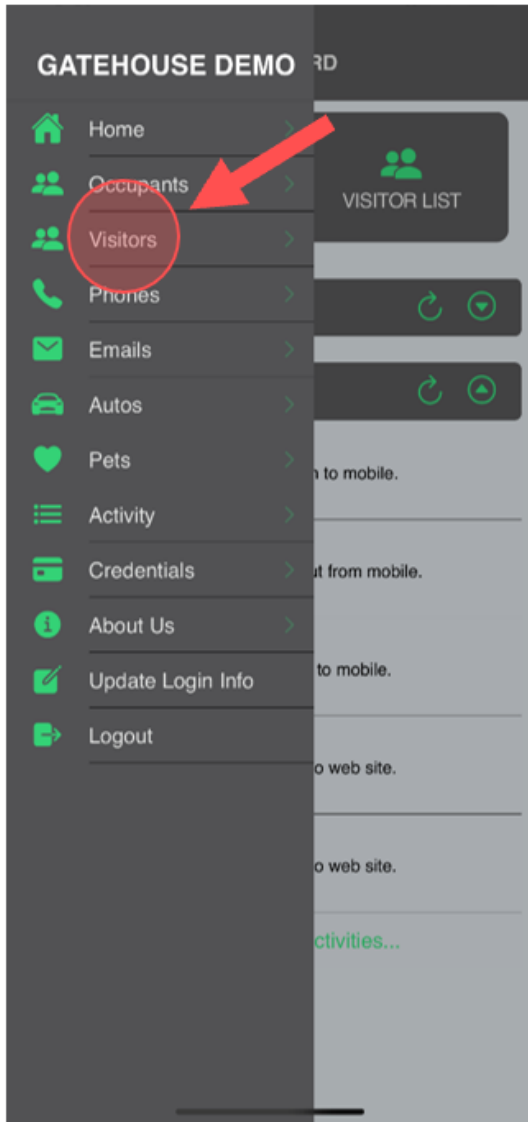 GATEHOUSE DEMO
RD
Home
Occupants
VISITOR LIST
Visitors
Phones
Emails
Autos
Pets
to mobile.
Activity
Credentials
from mobile.
About Us
to mobile.
Update Login Info
Logout
web site.
web site.
ctivities...